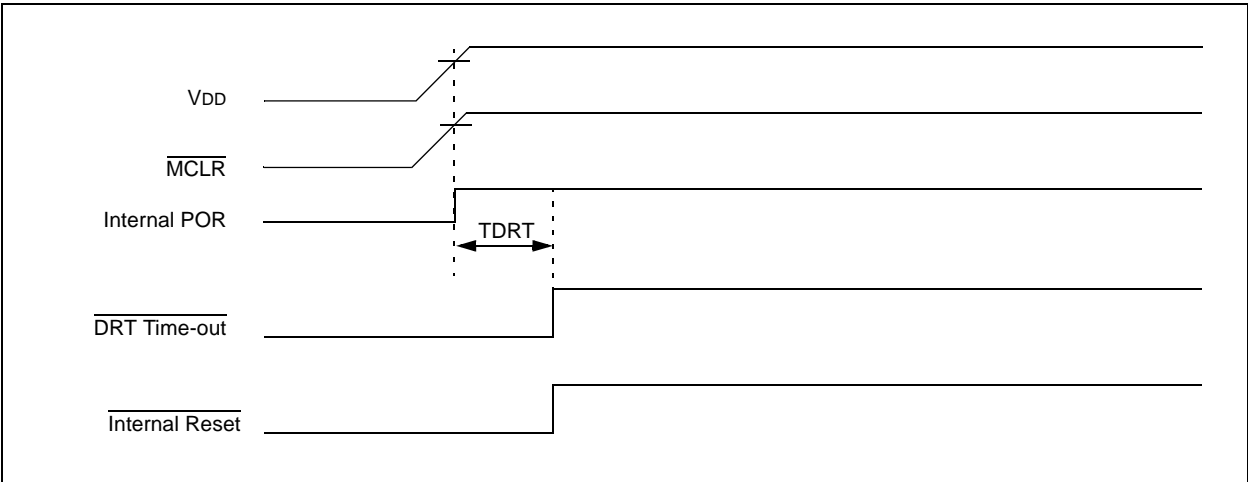 VDD
MCLR
Internal POR
TDRT
DRT Time-out
Internal Reset